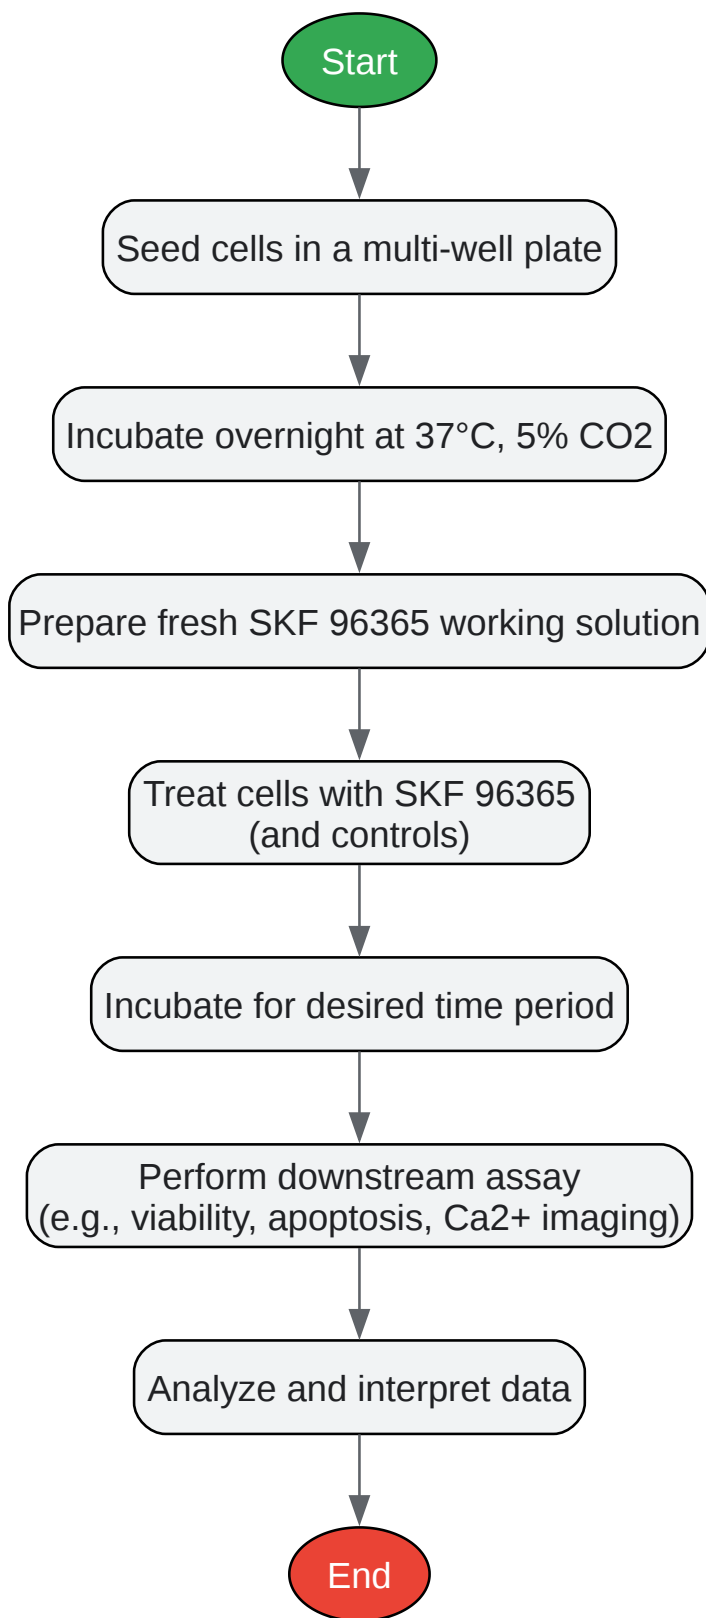 Start
Seed cells in a multi-well plate
Incubate overnight at 37°C, 5% CO2
Prepare fresh SKF 96365 working solution
Treat cells with SKF 96365
(and controls)
Incubate for desired time period
Perform downstream assay
(e.g., viability, apoptosis, Ca2+ imaging)
Analyze and interpret data
End